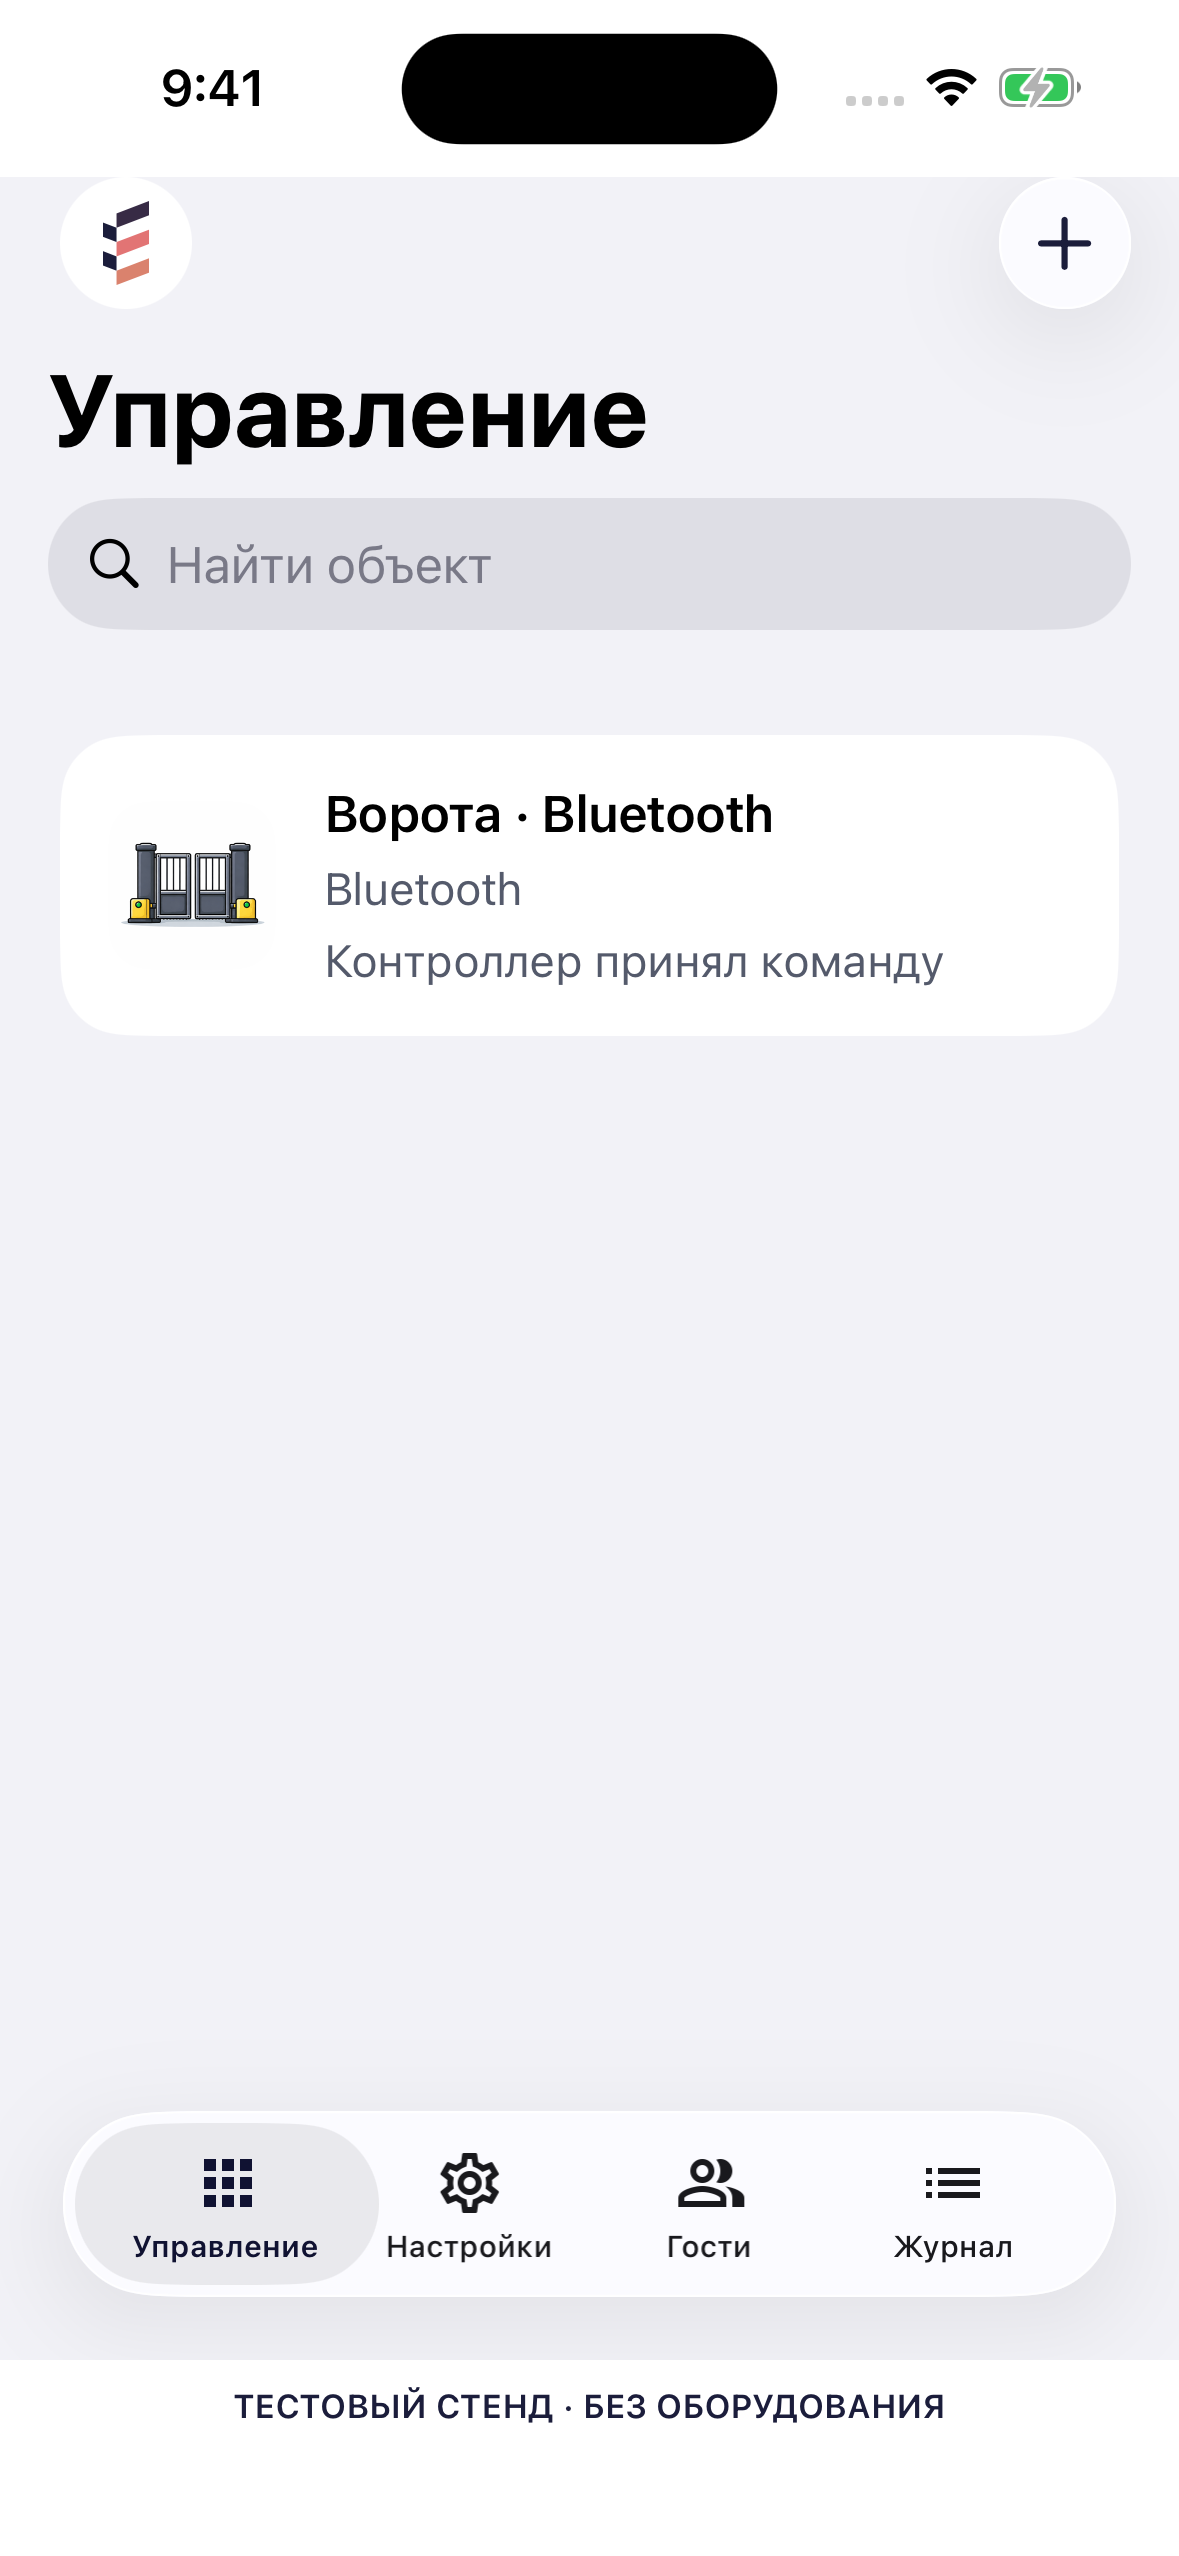 9:41
Управление
Найти объект
Ворота · Bluetooth
Bluetooth
Контроллер принял команду
Управление
Настройки
Гости
Журнал
ТЕСТОВЫЙ СТЕНД · БЕЗ ОБОРУДОВАНИЯ